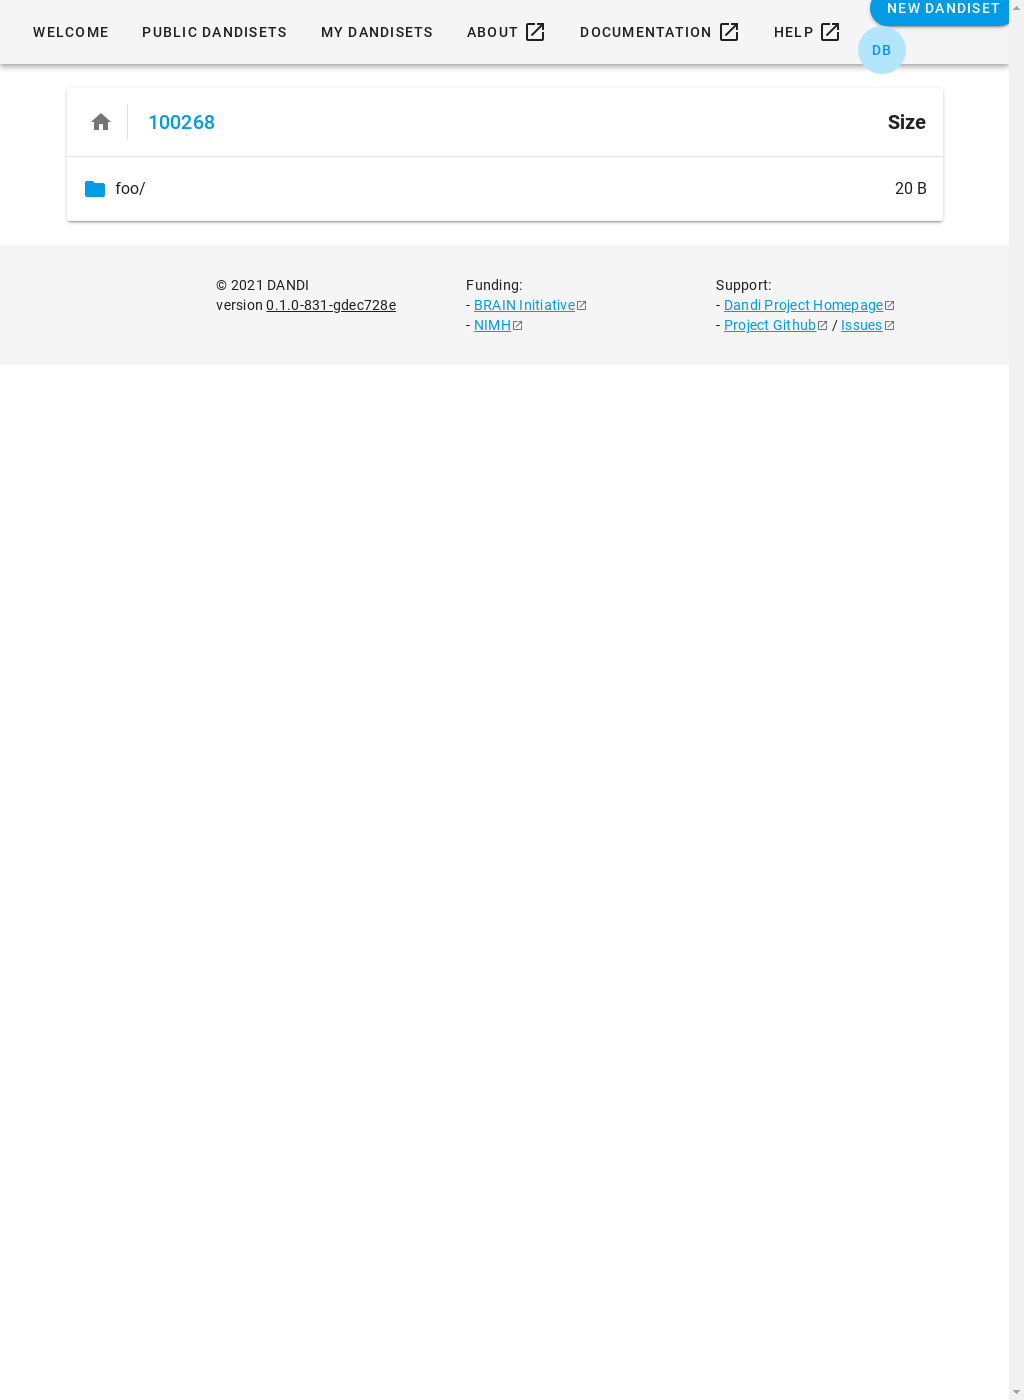 WELCOME PUBLIC DANDISETS MY DANDISETS ABOUT DOCUMENTATION HELP NEW DANDISET
DB
100268 Size
foo/ 20 B
© 2021 DANDI
version 0.1.0-831-gdec728e
Funding:
- BRAIN Initiative
- NIMH
Support:
- Dandi Project Homepage
- Project Github / Issues